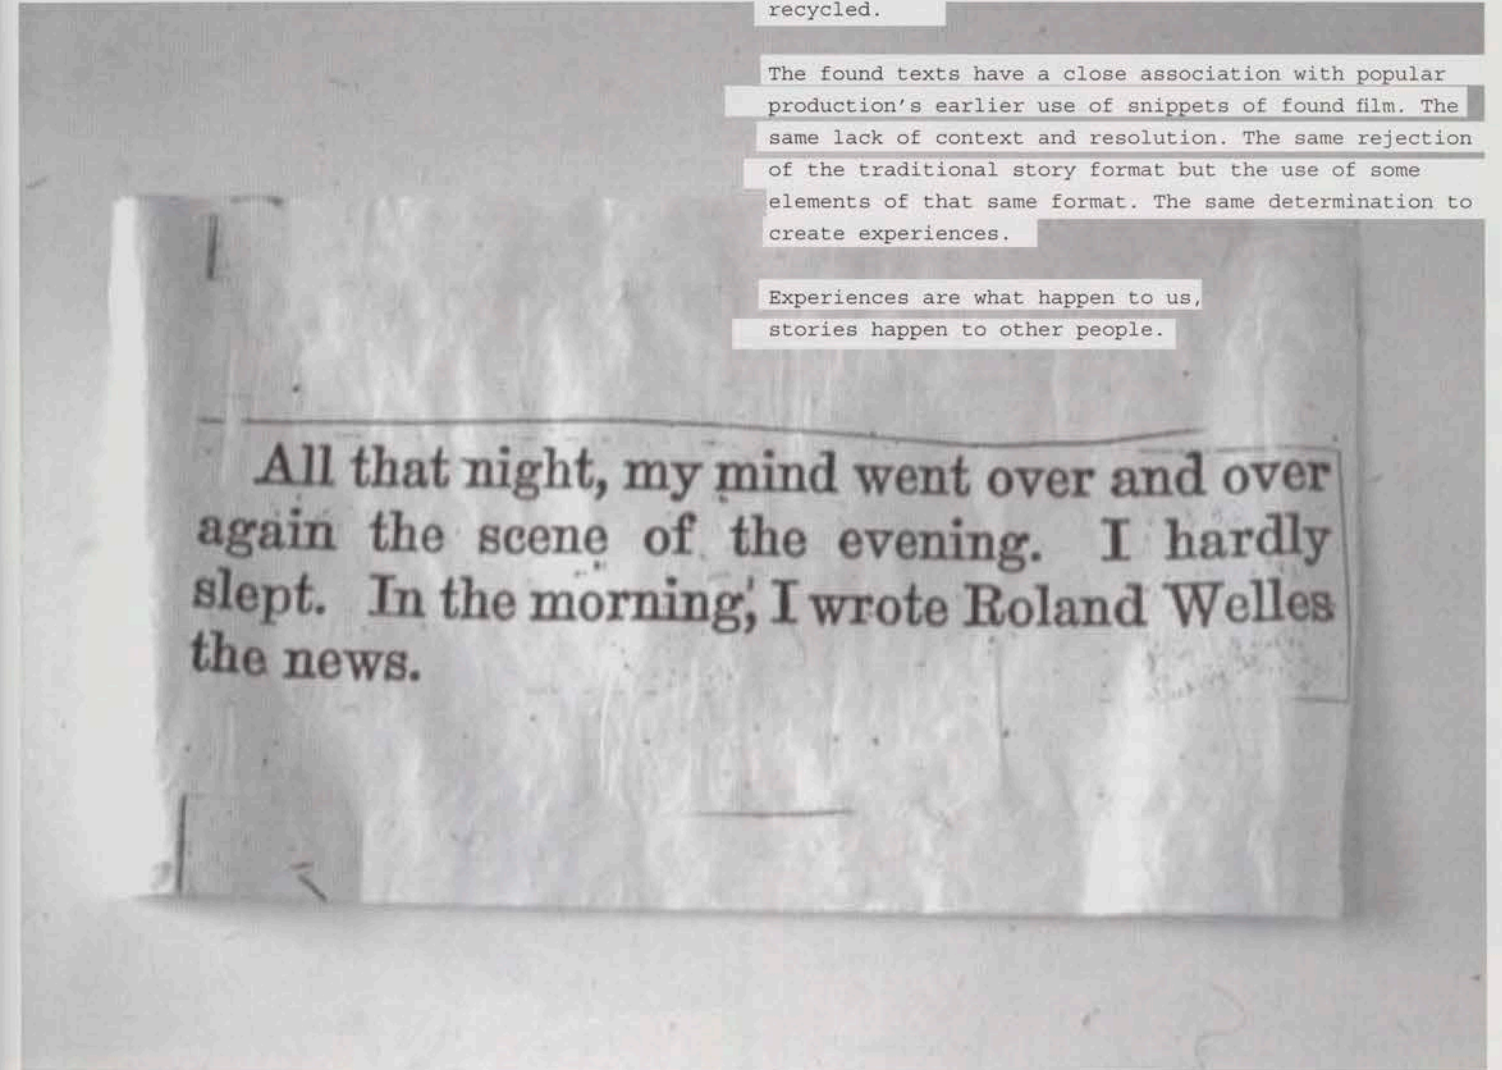 recycled.
The found texts have a close association with popular
production's earlier use of snippets of found film. The
same lack of context and resolution. The same rejection
of the traditional story format but the use of some
elements of that same format. The same determination to
create experiences.
Experiences are what happen to us,
stories happen to other people.
All that night, my mind went over and over
again the scene of the evening. I hardly
slept. In the morning, I wrote Roland Welles
the news.